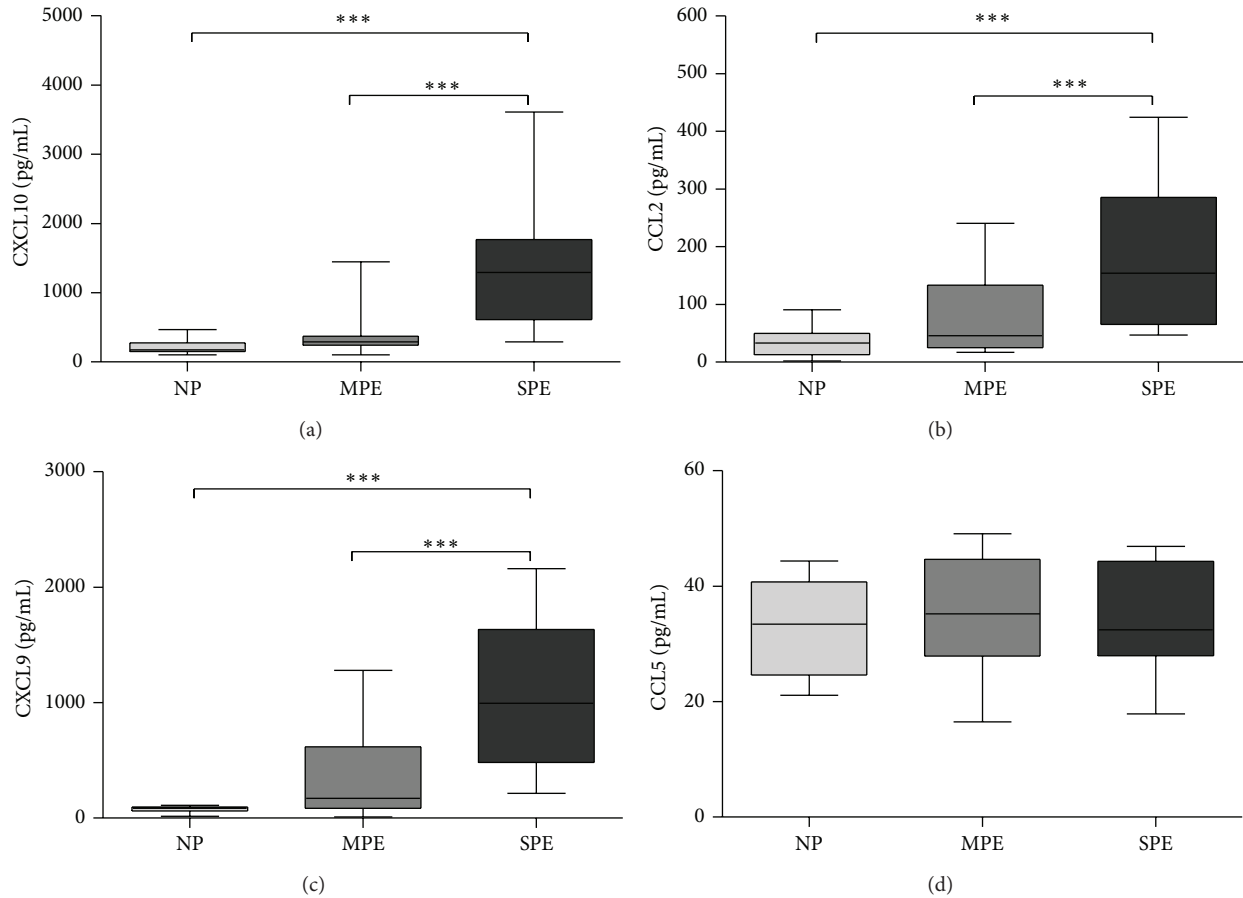 CXCL10 (pg/mL)
5000
4000
3000
2000
1000
0
***
***
NP MPE SPE
(a)
CCL2 (pg/mL)
600
500
400
300
200
100
0
***
***
NP MPE SPE
(b)
CXCL9 (pg/mL)
3000
2000
1000
0
***
***
NP MPE SPE
(c)
CCL5 (pg/mL)
60
40
20
0
NP MPE SPE
(d)